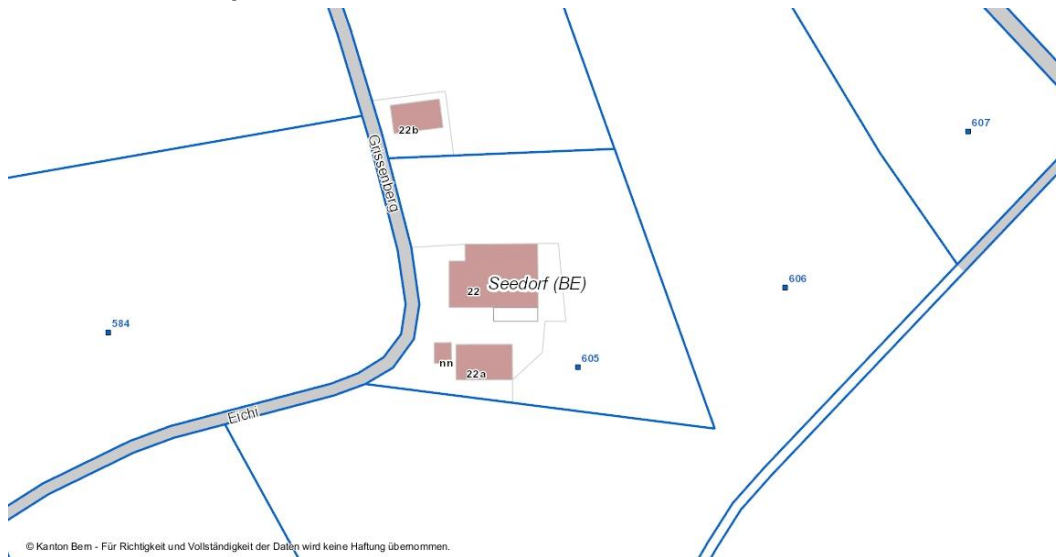 607
22b
Grissenberg
Seedorf (BE)
22
606
584
605
nn
22a
Eichi
© Kanton Bern - Für Richtigkeit und Vollständigkeit der Daten wird keine Haftung übernommen.